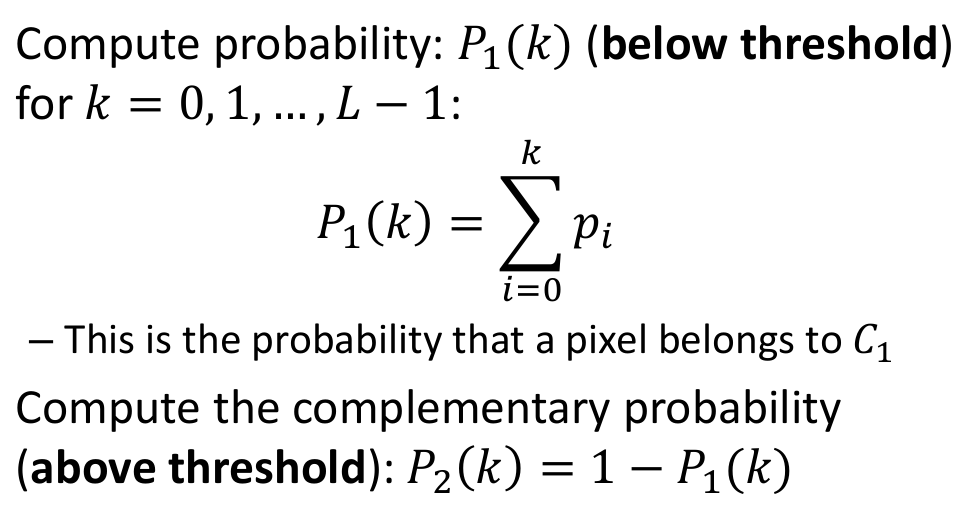 Compute probability: P₁(k) (below threshold)
for k = 0, 1, … , L − 1:
P₁(k) = ∑ᵢ₌₀ᵏ pᵢ
– This is the probability that a pixel belongs to C₁
Compute the complementary probability
(above threshold): P₂(k) = 1 − P₁(k)